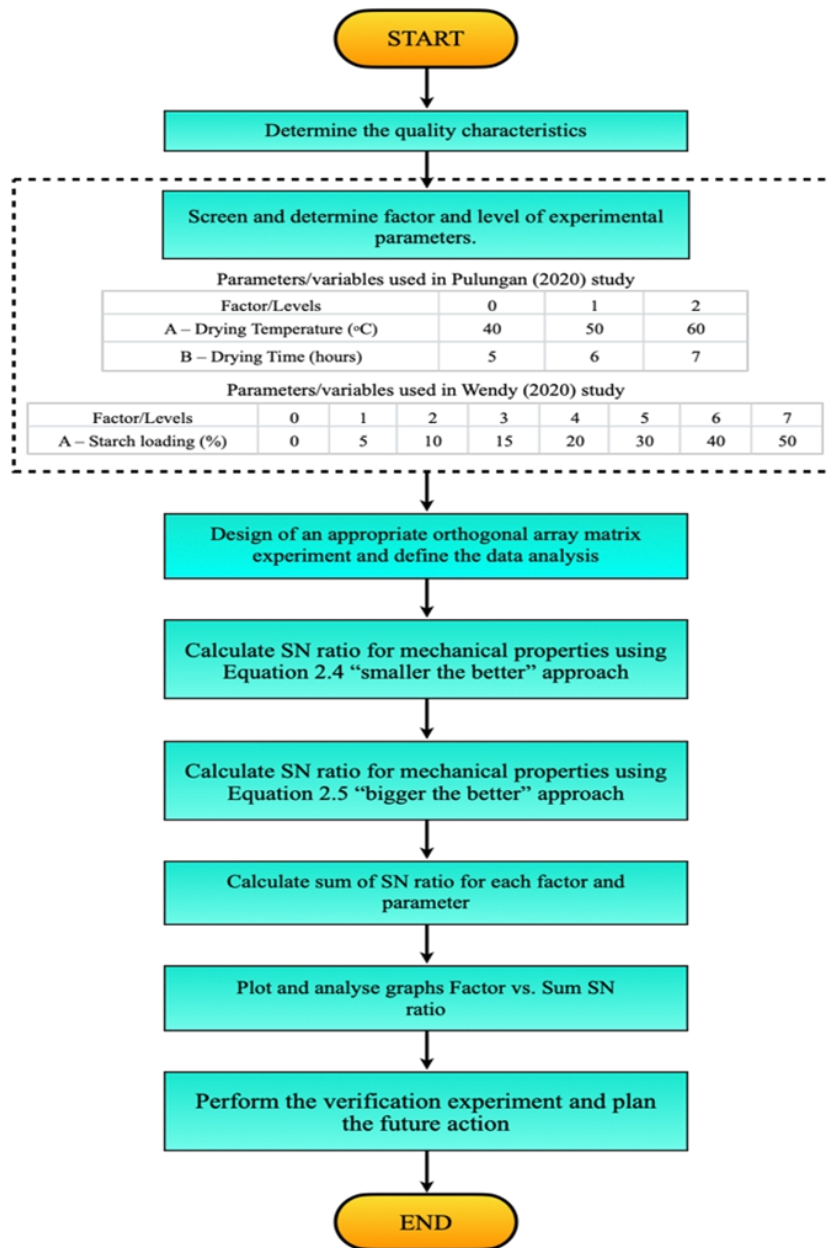 START
Determine the quality characteristics
Screen and determine factor and level of experimental
parameters.
Parameters/variables used in Pulungan (2020) study
Factor/Levels 0 1 2
A – Drying Temperature (°C) 40 50 60
B – Drying Time (hours) 5 6 7
Parameters/variables used in Wendy (2020) study
Factor/Levels 0 1 2 3 4 5 6 7
A – Starch loading (%) 0 5 10 15 20 30 40 50
Design of an appropriate orthogonal array matrix
experiment and define the data analysis
Calculate SN ratio for mechanical properties using
Equation 2.4 “smaller the better” approach
Calculate SN ratio for mechanical properties using
Equation 2.5 “bigger the better” approach
Calculate sum of SN ratio for each factor and
parameter
Plot and analyse graphs Factor vs. Sum SN
ratio
Perform the verification experiment and plan
the future action
END